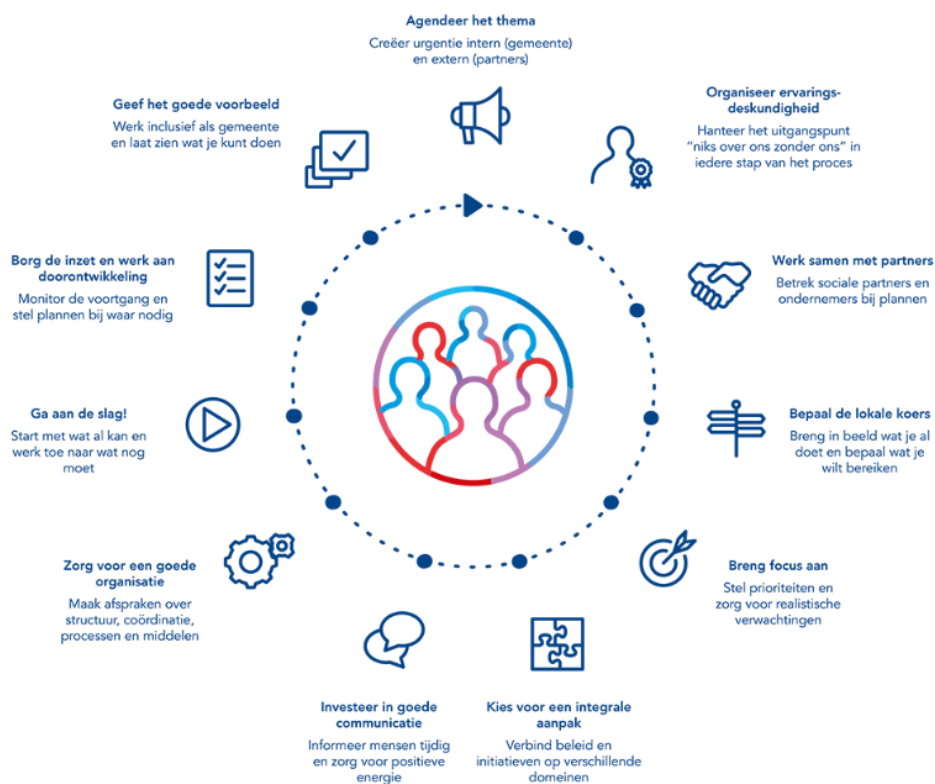 Agendeer het thema
Creëer urgentie intern (gemeente)
en extern (partners)
Organiseer ervarings-
deskundigheid
Hanteer het uitgangspunt
“niks over ons zonder ons” in
iedere stap van het proces
Werk samen met partners
Betrek sociale partners en
ondernemers bij plannen
Bepaal de lokale koers
Breng in beeld wat je al
doet en bepaal wat je
wilt bereiken
Breng focus aan
Stel prioriteiten en
zorg voor realistische
verwachtingen
Kies voor een integrale
aanpak
Verbind beleid en
initiatieven op verschillende
domeinen
Investeer in goede
communicatie
Informeer mensen tijdig
en zorg voor positieve
energie
Zorg voor een goede
organisatie
Maak afspraken over
structuur, coördinatie,
processen en middelen
Ga aan de slag!
Start met wat al kan en
werk toe naar wat nog
moet
Borg de inzet en werk aan
doorontwikkeling
Monitor de voortgang en
stel plannen bij waar nodig
Geef het goede voorbeeld
Werk inclusief als gemeente
en laat zien wat je kunt doen